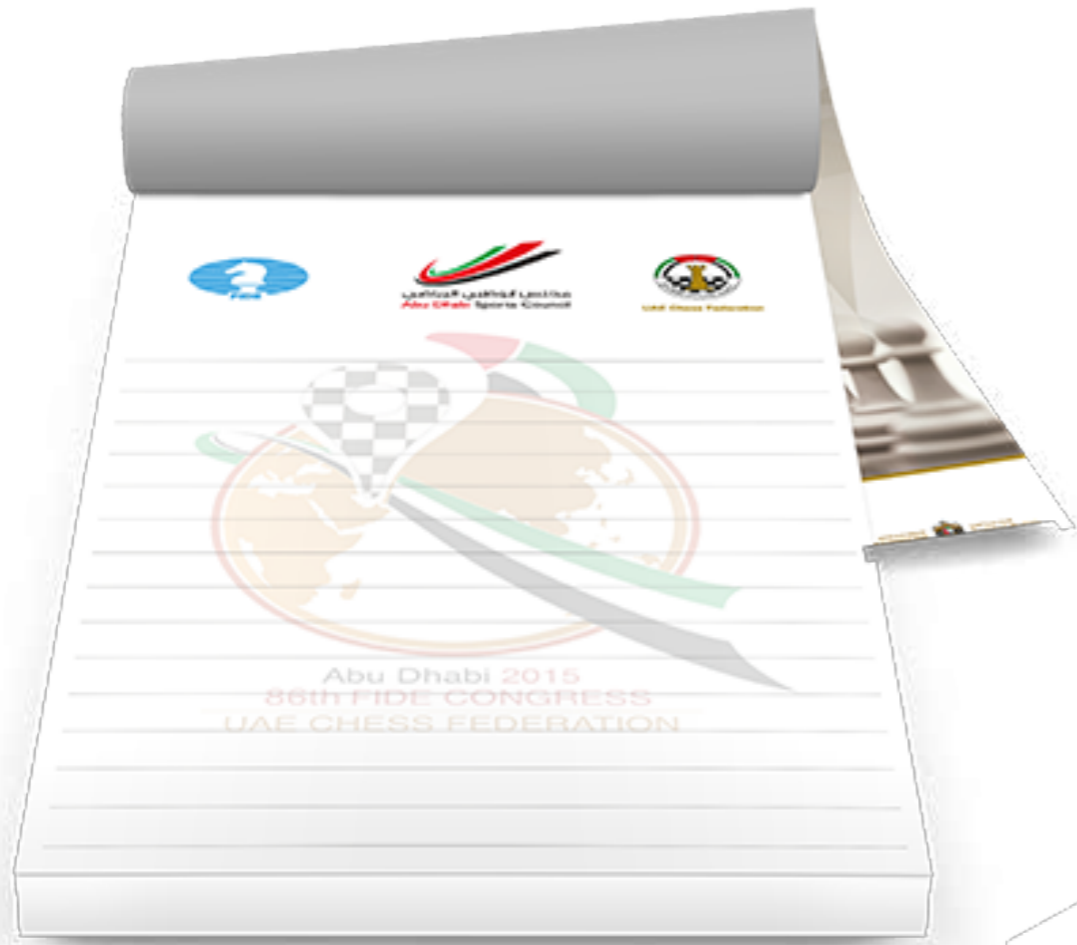 FIDE
مجلس أبوظبي الرياضي
Abu Dhabi Sports Council
UAE Chess Federation
Abu Dhabi 2015
86th FIDE CONGRESS
UAE CHESS FEDERATION